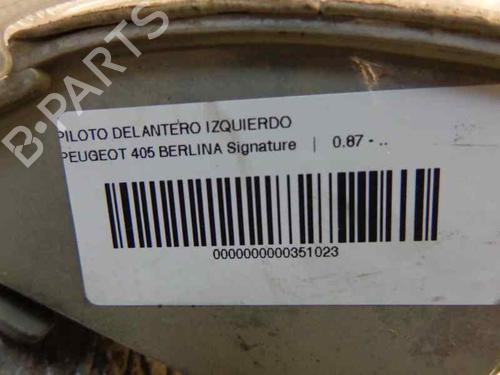 PILOTO DELANTERO IZQUIERDO
PEUGEOT 405 BERLINA Signature | 0.87 - ..
0000000000351023
B-PARTS